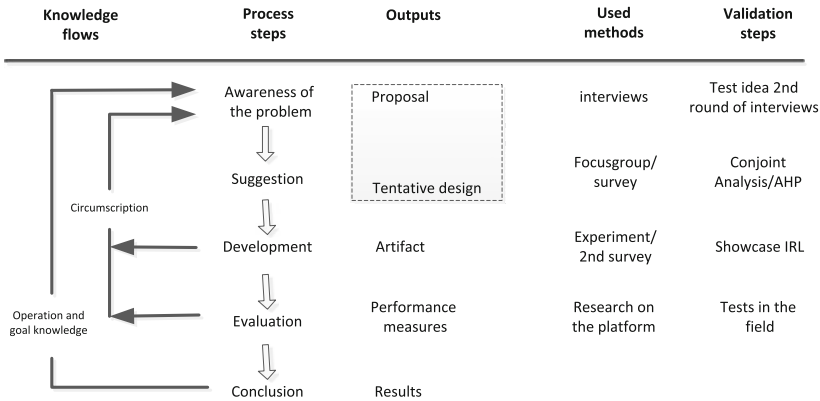 Knowledge
flows
Process
steps
Outputs
Used
methods
Validation
steps
Awareness of
the problem
Proposal
interviews
Test idea 2nd
round of interviews
Suggestion
Tentative design
Focusgroup/
survey
Conjoint
Analysis/AHP
Circumscription
Development
Artifact
Experiment/
2nd survey
Showcase IRL
Operation and
goal knowledge
Evaluation
Performance
measures
Research on
the platform
Tests in the
field
Conclusion
Results